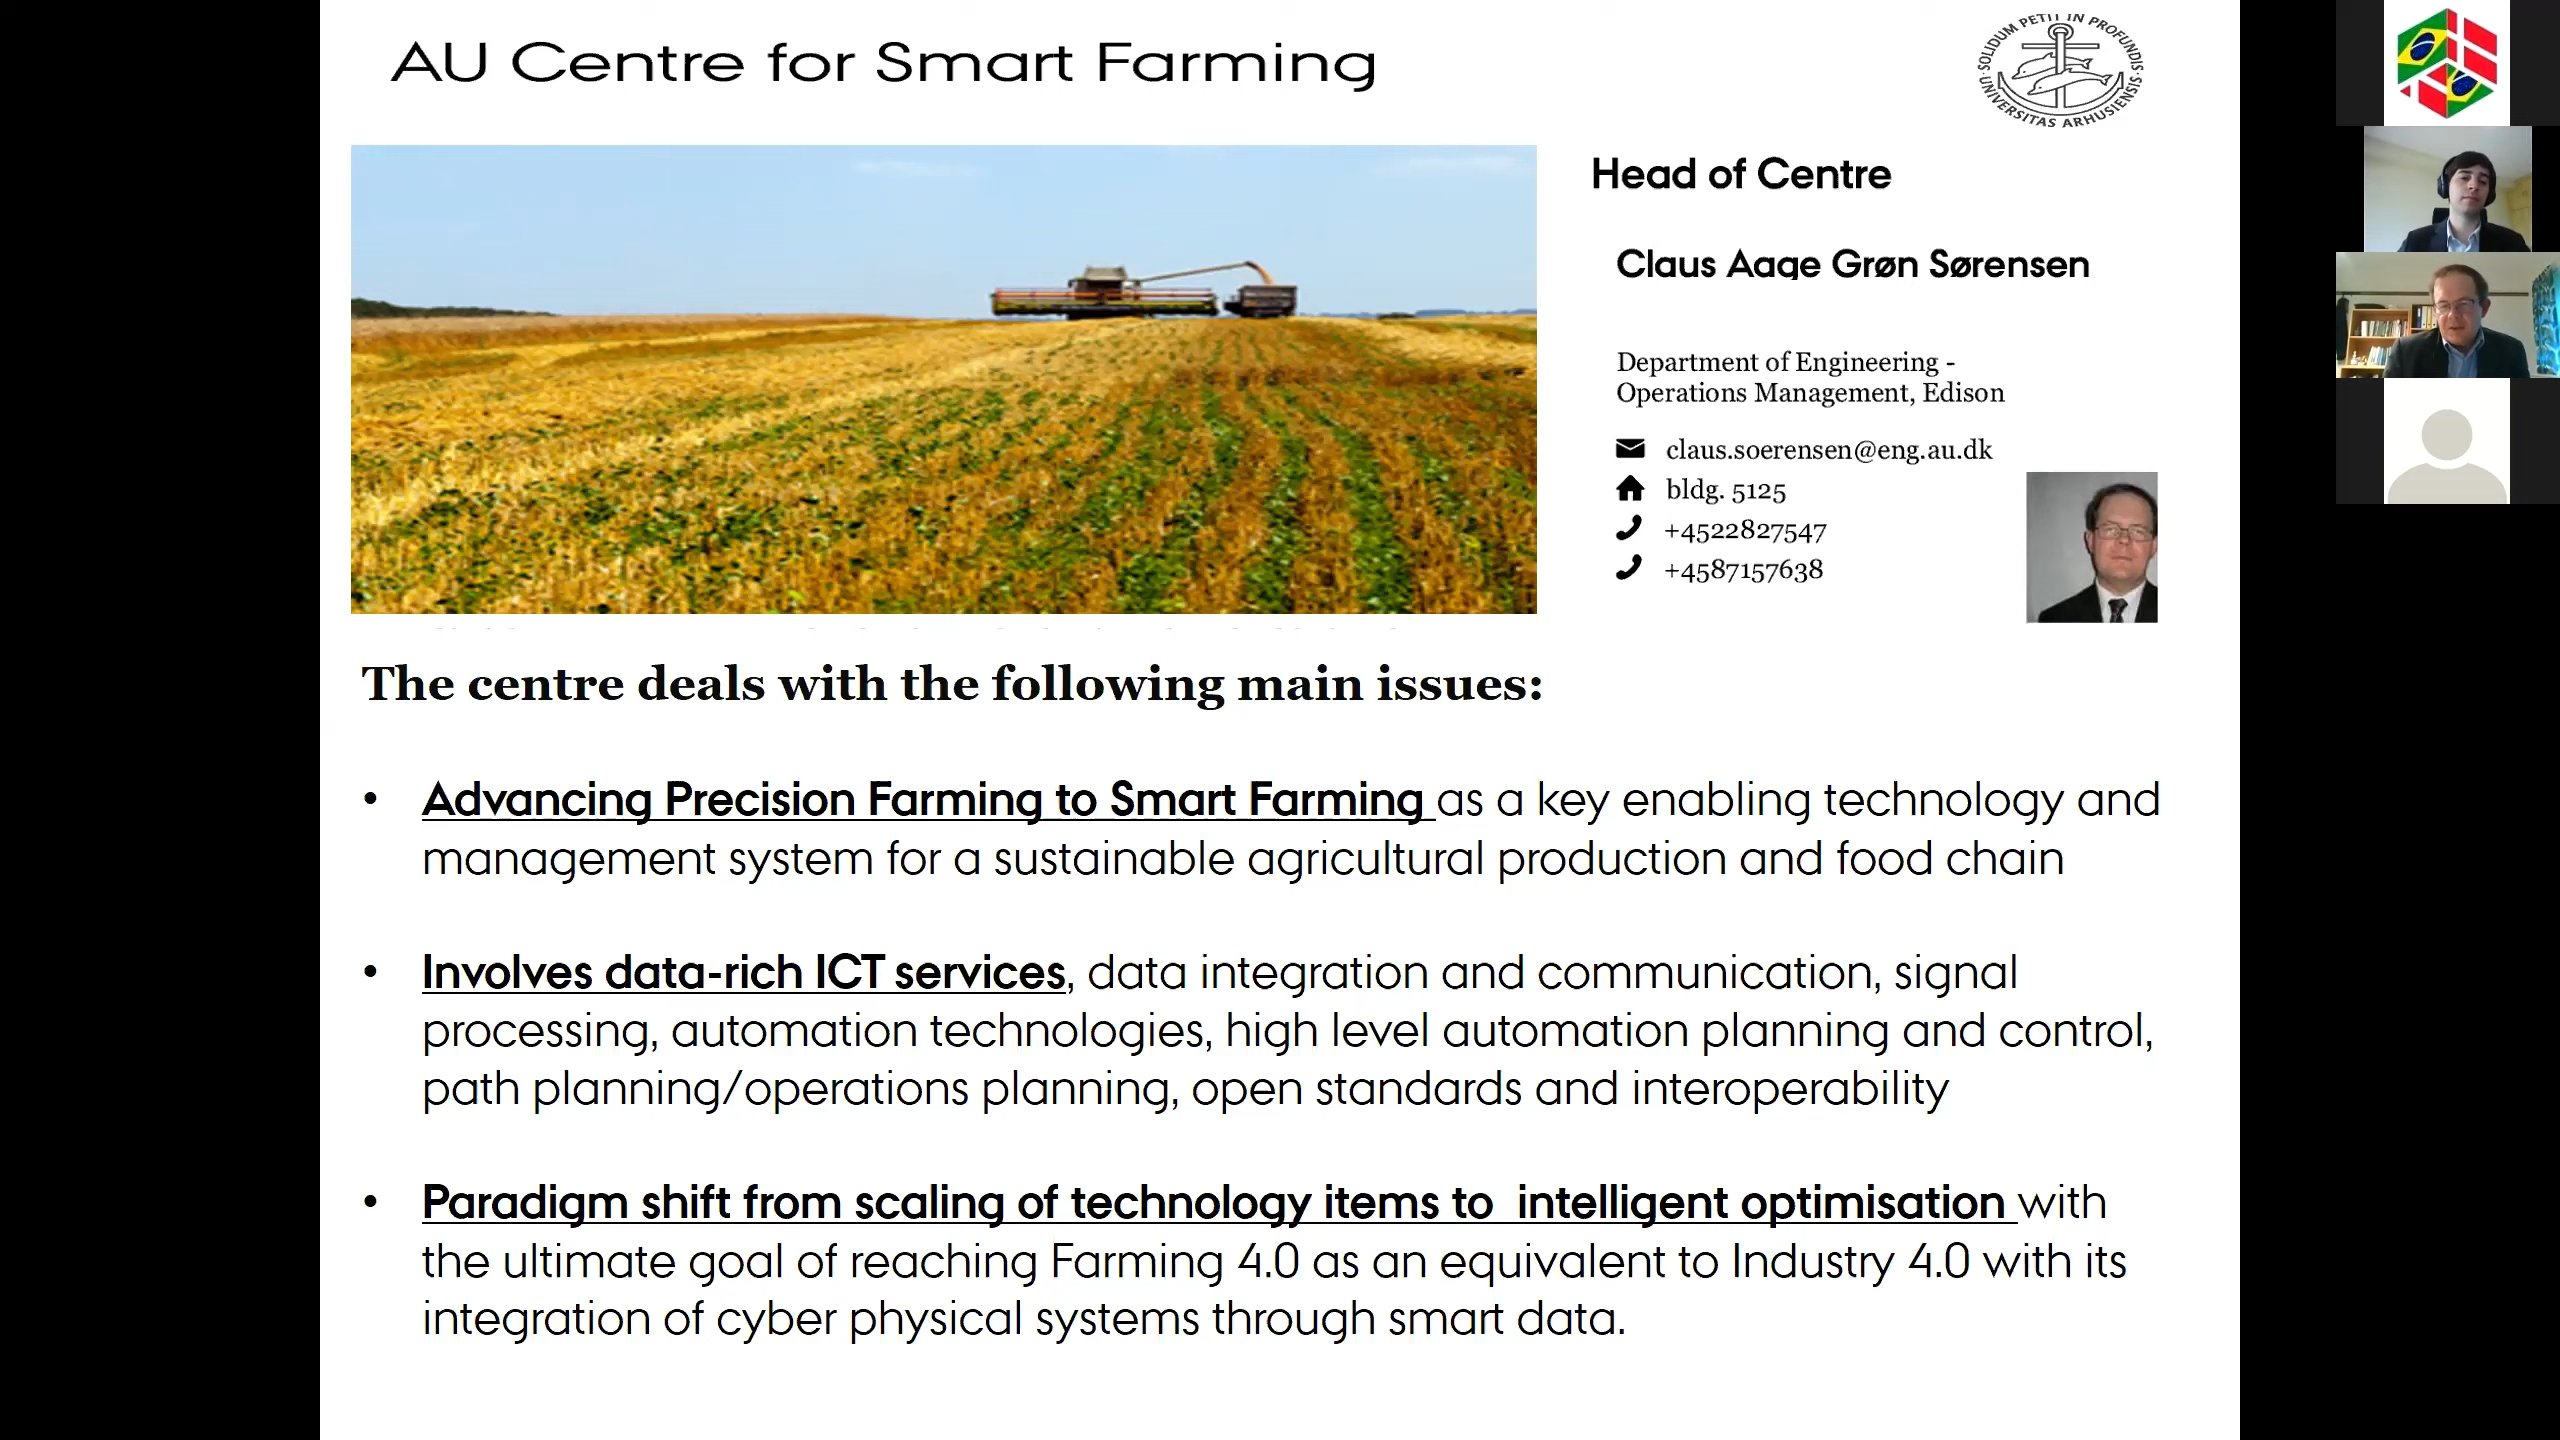 AU Centre for Smart Farming
SOLIDUM PETIT IN PROFUNDIS
UNIVERSITAS ARHUSIENSIS
Head of Centre
Claus Aage Grøn Sørensen
Department of Engineering -
Operations Management, Edison
claus.soerensen@eng.au.dk
bldg. 5125
+4522827547
+4587157638
The centre deals with the following main issues:
• Advancing Precision Farming to Smart Farming as a key enabling technology and
management system for a sustainable agricultural production and food chain
• Involves data-rich ICT services, data integration and communication, signal
processing, automation technologies, high level automation planning and control,
path planning/operations planning, open standards and interoperability
• Paradigm shift from scaling of technology items to  intelligent optimisation with
the ultimate goal of reaching Farming 4.0 as an equivalent to Industry 4.0 with its
integration of cyber physical systems through smart data.